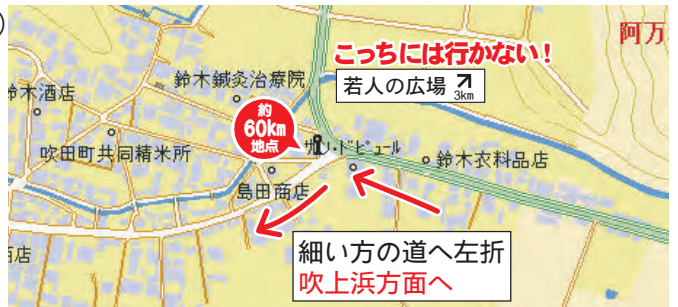 こっちには行かない!
阿万
若人の広場
3km
鈴木鍼灸治療院
木酒店
約
60km
地点
サリ・ドビュール
吹田町共同精米所
鈴木衣料品店
島田商店
細い方の道へ左折
吹上浜方面へ
店